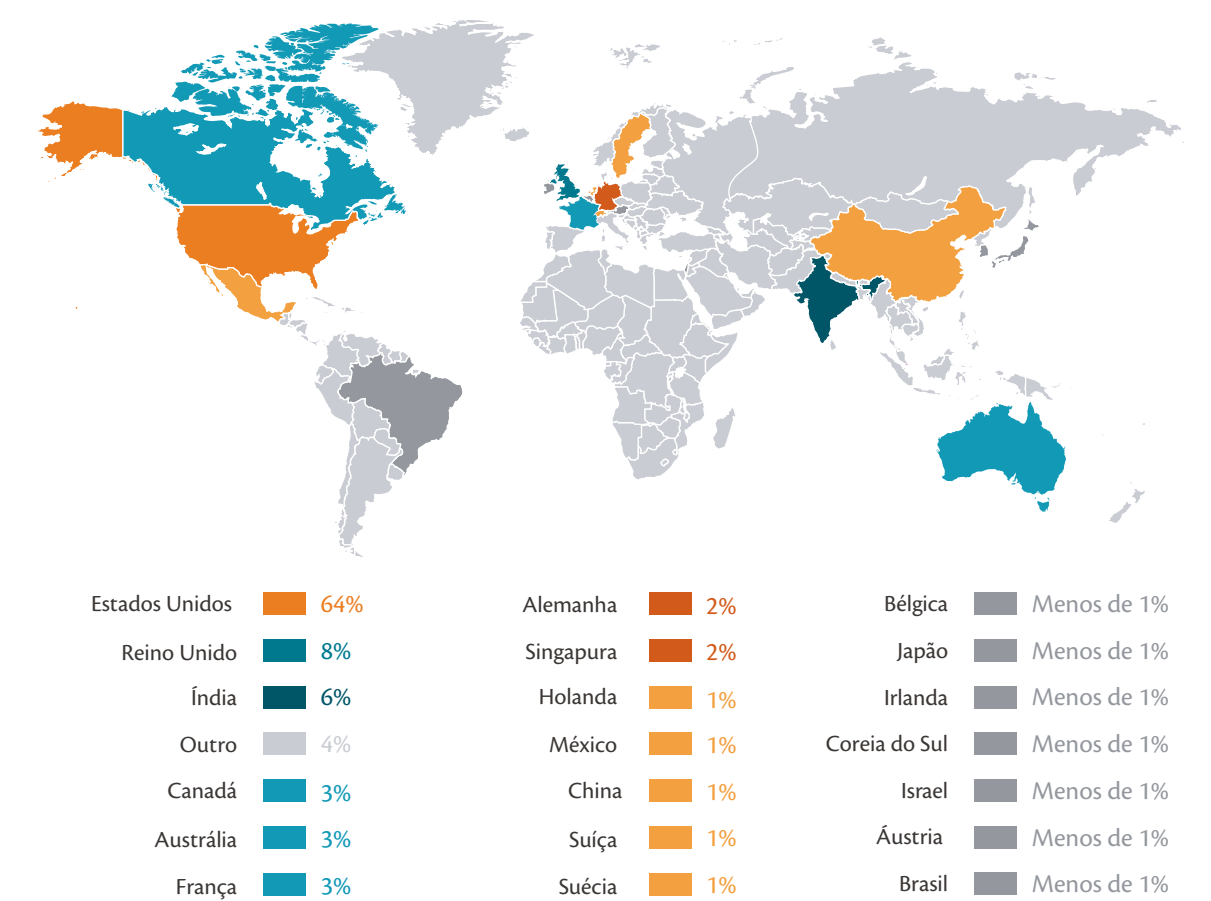 Estados Unidos 64%
Reino Unido 8%
Índia 6%
Outro 4%
Canadá 3%
Austrália 3%
França 3%
Alemanha 2%
Singapura 2%
Holanda 1%
México 1%
China 1%
Suíça 1%
Suécia 1%
Bélgica Menos de 1%
Japão Menos de 1%
Irlanda Menos de 1%
Coreia do Sul Menos de 1%
Israel Menos de 1%
Áustria Menos de 1%
Brasil Menos de 1%